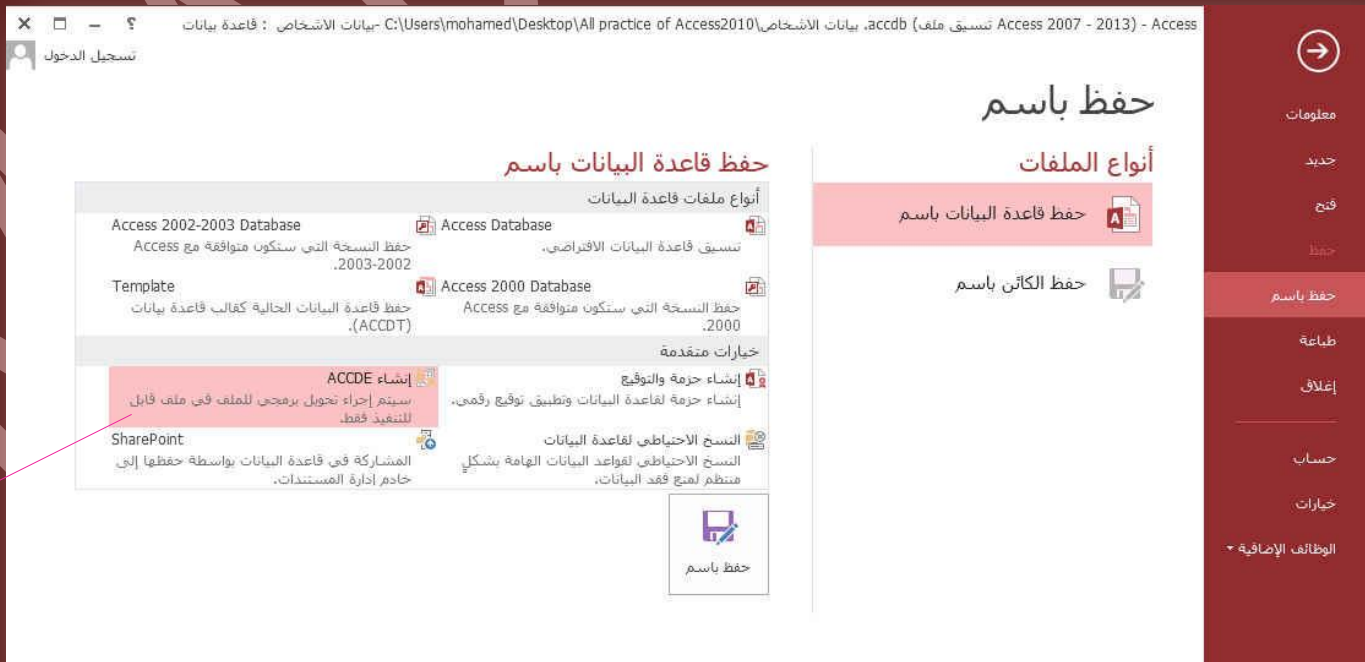 بيانات الاشخاص : قاعدة بيانات- C:\Users\mohamed\Desktop\All practice of Access2010\بيانات الاشخاص.accdb (تنسيق ملف Access 2007 - 2013) - Access
تسجيل الدخول
معلومات
جديد
فتح
حفظ
حفظ باسم
طباعة
إغلاق
حساب
خيارات
الوظائف الإضافية
حفظ باسم
أنواع الملفات
حفظ قاعدة البيانات باسم
حفظ الكائن باسم
حفظ قاعدة البيانات باسم
أنواع ملفات قاعدة البيانات
Access Database
تنسيق قاعدة البيانات الافتراضي.
Access 2002-2003 Database
حفظ النسخة التي ستكون متوافقة مع Access
2002-2003.
Access 2000 Database
حفظ النسخة التي ستكون متوافقة مع Access
2000.
Template
حفظ قاعدة البيانات الحالية كقالب قاعدة بيانات
(ACCDT).
خيارات متقدمة
إنشاء حزمة والتوقيع
إنشاء حزمة لقاعدة البيانات وتطبيق توقيع رقمي.
إنشاء ACCDE
سيتم إجراء تحويل برمجي للملف في ملف قابل
للتنفيذ فقط.
النسخ الاحتياطي لقاعدة البيانات
النسخ الاحتياطي لقواعد البيانات الهامة بشكلٍ
منتظم لمنع فقد البيانات.
SharePoint
المشاركة في قاعدة البيانات بواسطة حفظها إلى
خادم إدارة المستندات.
حفظ باسم